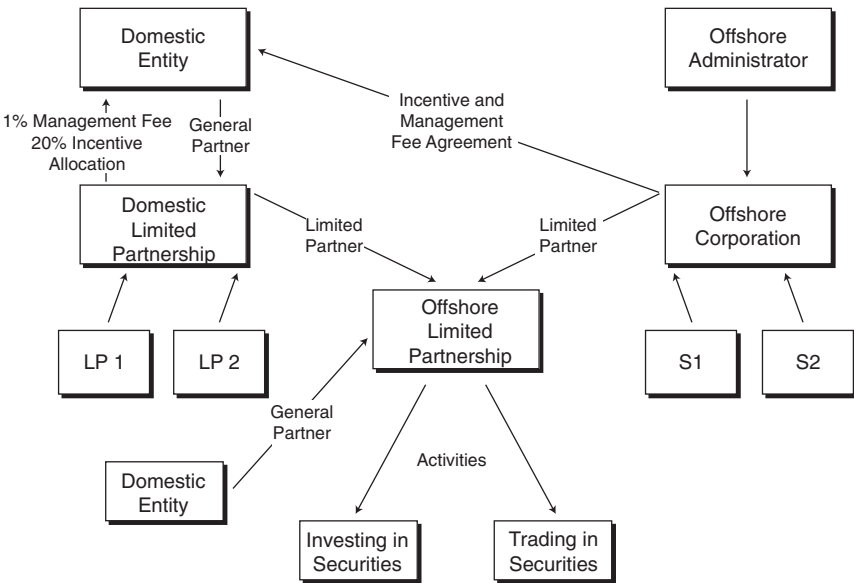 Domestic
Entity
Offshore
Administrator
1% Management Fee
20% Incentive
Allocation
General
Partner
Incentive and
Management
Fee Agreement
Domestic
Limited
Partnership
Limited
Partner
Limited
Partner
Offshore
Corporation
Offshore
Limited
Partnership
LP 1
LP 2
S1
S2
General
Partner
Domestic
Entity
Activities
Investing in
Securities
Trading in
Securities